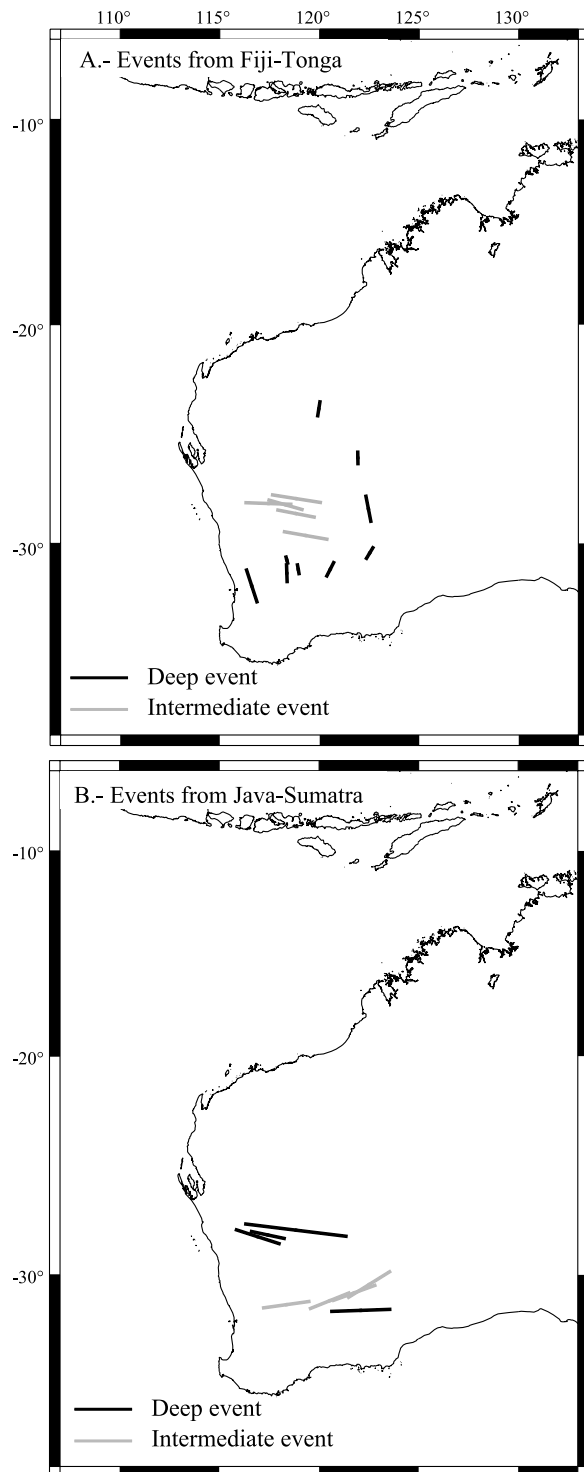 110° 115° 120° 125° 130°
A.- Events from Fiji-Tonga
-10°
-20°
-30°
Deep event
Intermediate event
B.- Events from Java-Sumatra
-10°
-20°
-30°
Deep event
Intermediate event